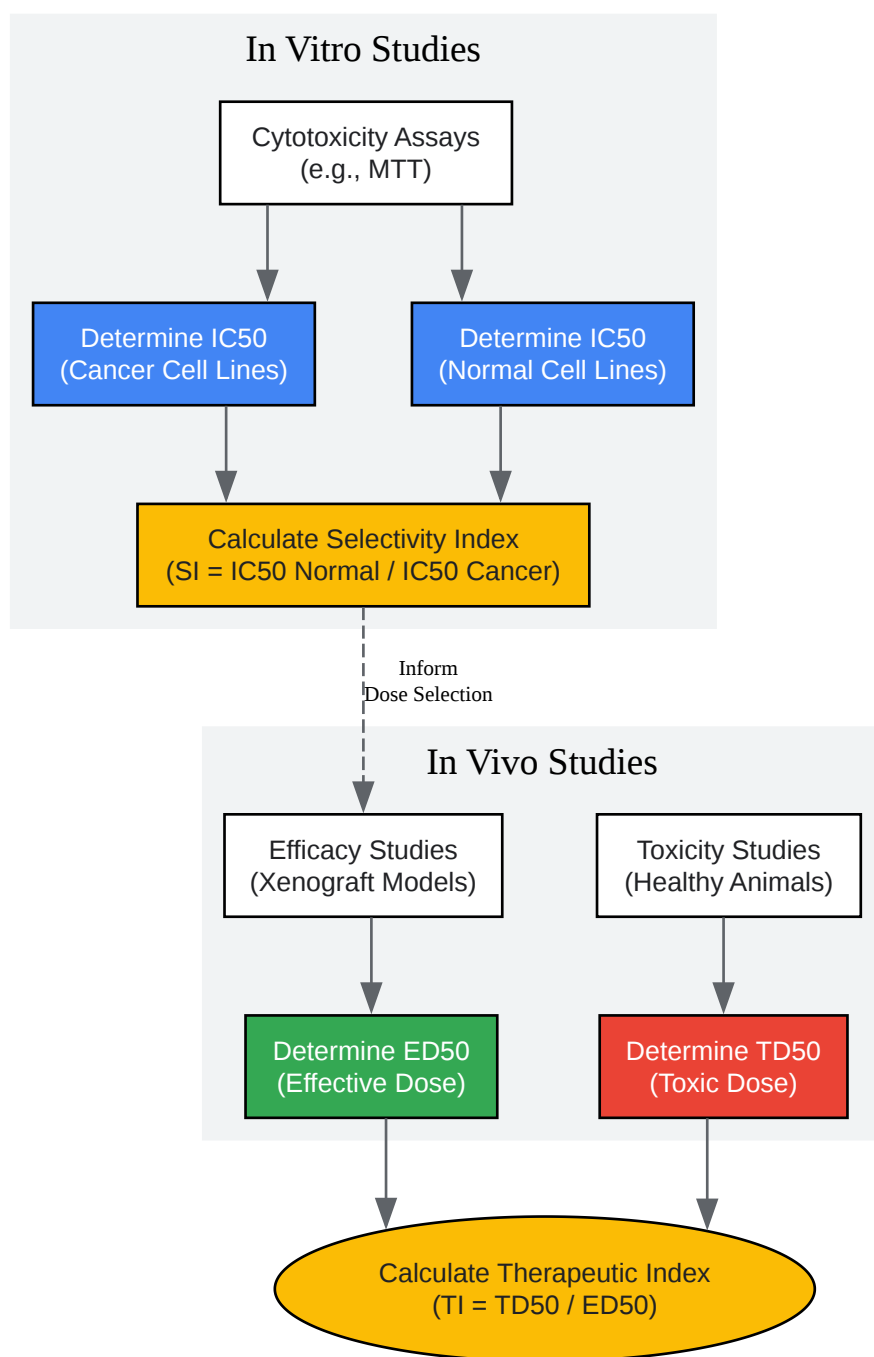 In Vitro Studies
Cytotoxicity Assays
(e.g., MTT)
Determine IC50
(Cancer Cell Lines)
Determine IC50
(Normal Cell Lines)
Calculate Selectivity Index
(SI = IC50 Normal / IC50 Cancer)
Inform
Dose Selection
In Vivo Studies
Efficacy Studies
(Xenograft Models)
Toxicity Studies
(Healthy Animals)
Determine ED50
(Effective Dose)
Determine TD50
(Toxic Dose)
Calculate Therapeutic Index
(TI = TD50 / ED50)